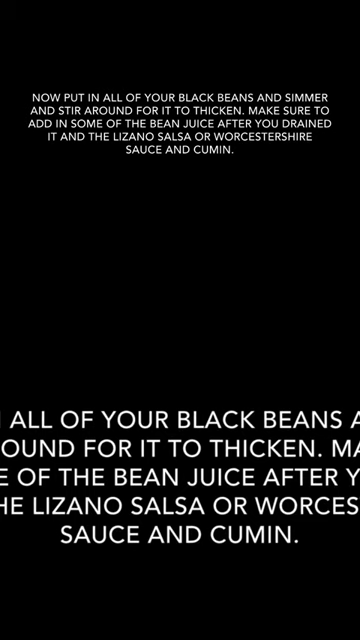 NOW PUT IN ALL OF YOUR BLACK BEANS AND SIMMER
AND STIR AROUND FOR IT TO THICKEN. MAKE SURE TO
ADD IN SOME OF THE BEAN JUICE AFTER YOU DRAINED
IT AND THE LIZANO SALSA OR WORCESTERSHIRE
SAUCE AND CUMIN.
ALL OF YOUR BLACK BEANS A
OUND FOR IT TO THICKEN. MA
E OF THE BEAN JUICE AFTER Y
HE LIZANO SALSA OR WORCES
SAUCE AND CUMIN.